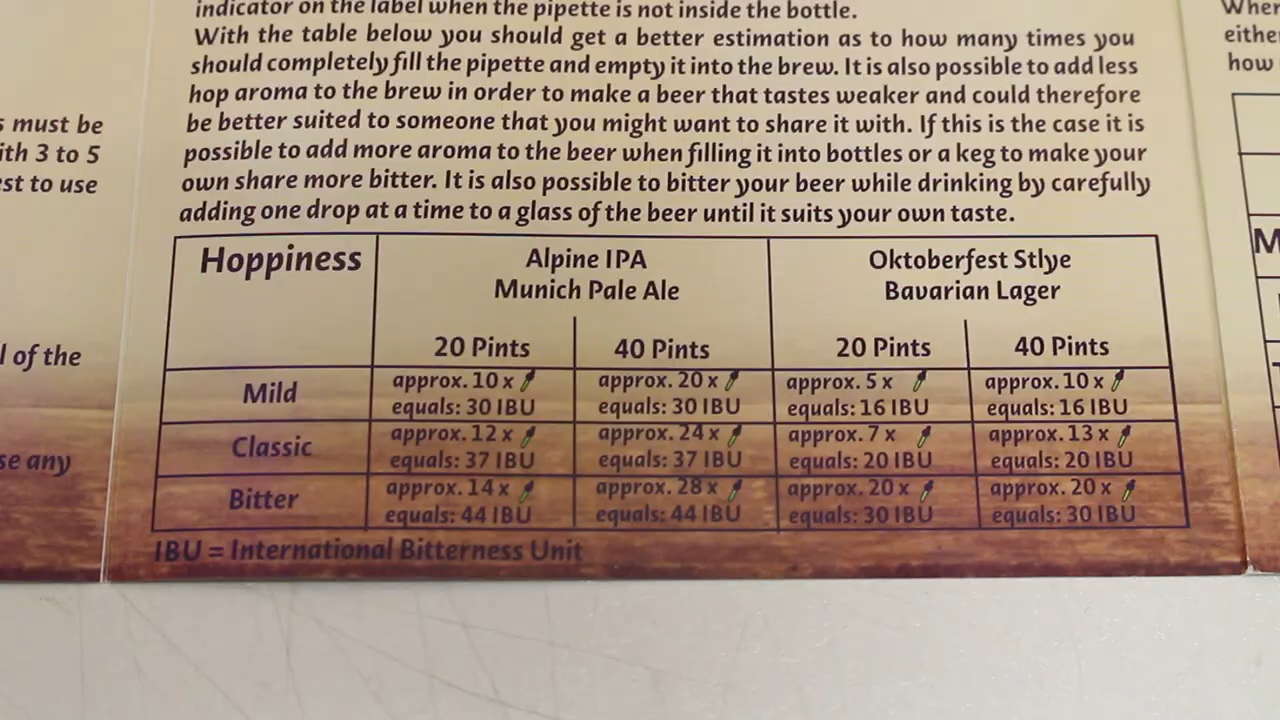 indicator on the label when the pipette is not inside the bottle.
With the table below you should get a better estimation as to how many times you
should completely fill the pipette and empty it into the brew. It is also possible to add less
hop aroma to the brew in order to make a beer that tastes weaker and could therefore
be better suited to someone that you might want to share it with. If this is the case it is
possible to add more aroma to the beer when filling it into bottles or a keg to make your
own share more bitter. It is also possible to bitter your beer while drinking by carefully
adding one drop at a time to a glass of the beer until it suits your own taste.
Hoppiness
Alpine IPA
Munich Pale Ale
Oktoberfest Stlye
Bavarian Lager
20 Pints 40 Pints 20 Pints 40 Pints
Mild
approx. 10 x approx. 20 x approx. 5 x approx. 10 x
equals: 30 IBU equals: 30 IBU equals: 16 IBU equals: 16 IBU
Classic
approx. 12 x approx. 24 x approx. 7 x approx. 13 x
equals: 37 IBU equals: 37 IBU equals: 20 IBU equals: 20 IBU
Bitter
approx. 14 x approx. 28 x approx. 20 x approx. 20 x
equals: 44 IBU equals: 44 IBU equals: 30 IBU equals: 30 IBU
IBU = International Bitterness Unit
must be
3 to 5
to use
of the
any
how